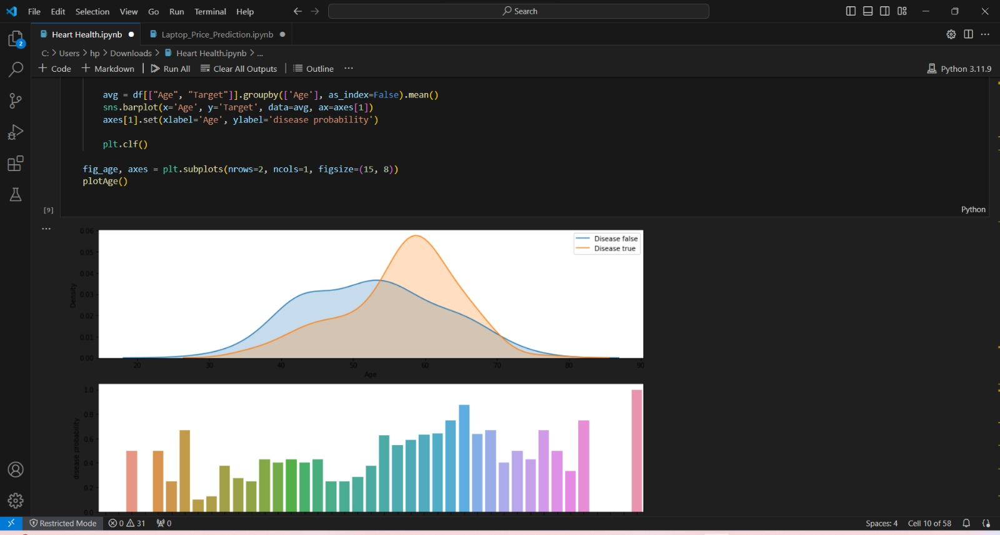 File Edit Selection View Go Run Terminal Help Search
Heart Health.ipynb Laptop_Price_Prediction.ipynb
2
C: > Users > hp > Downloads > Heart Health.ipynb > ...
+ Code + Markdown | Run All Clear All Outputs | Outline ... Python 3.11.9
avg = df[["Age", "Target"]].groupby(['Age'], as_index=False).mean()
sns.barplot(x='Age', y='Target', data=avg, ax=axes[1])
axes[1].set(xlabel='Age', ylabel='disease probability')
plt.clf()
fig_age, axes = plt.subplots(nrows=2, ncols=1, figsize=(15, 8))
plotAge()
[9] Python
...
Disease false
Disease true
0.06
0.05
0.04
0.03
0.02
0.01
0.00
Density
20 30 40 50 60 70 80 90
Age
1.0
0.8
0.6
0.4
0.2
0.0
disease probability
Restricted Mode 0 31 0 Spaces: 4 Cell 10 of 58